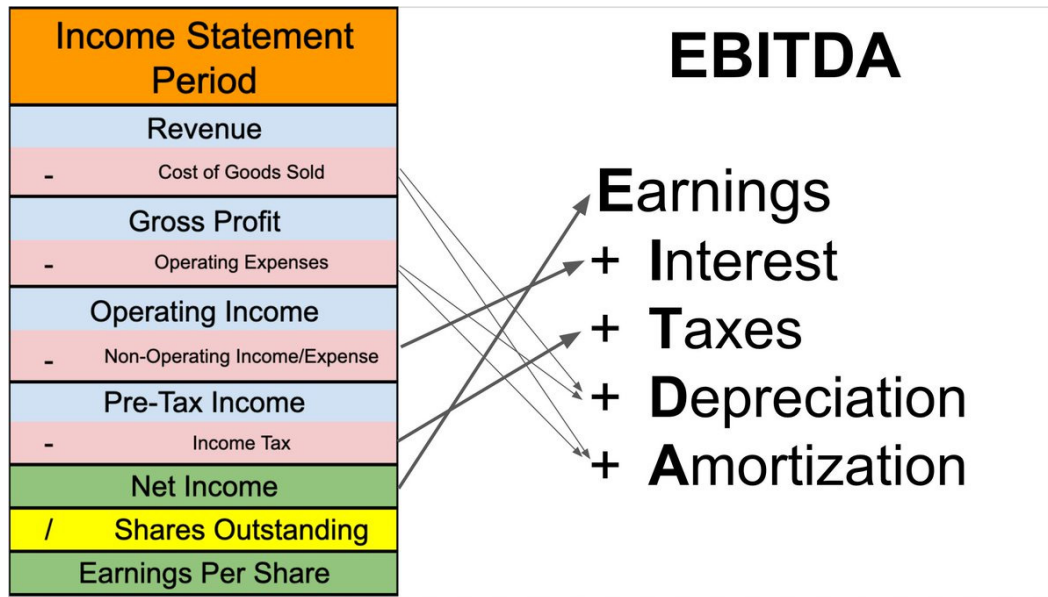 Income Statement
Period
Revenue
- Cost of Goods Sold
Gross Profit
- Operating Expenses
Operating Income
- Non-Operating Income/Expense
Pre-Tax Income
- Income Tax
Net Income
/ Shares Outstanding
Earnings Per Share
EBITDA
Earnings
+ Interest
+ Taxes
+ Depreciation
+ Amortization